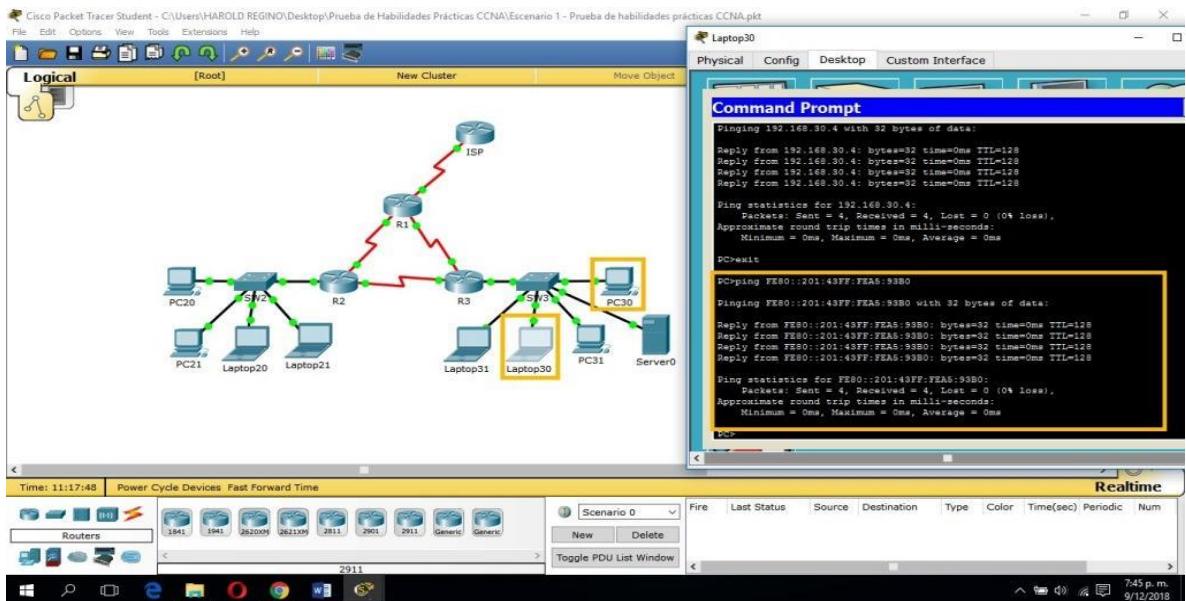 Cisco Packet Tracer Student - C:\Users\HAROLD REGINO\Desktop\Prueba de Habilidades Prácticas CCNA\Escenario 1 - Prueba de habilidades prácticas CCNA.pkt
File Edit Options View Tools Extensions Help
Logical [Root] New Cluster Move Object
ISP
R1
PC20 SW2 R2 R3 SW3 PC30
PC21 Laptop20 Laptop21 Laptop31 Laptop30 PC31 Server0
Laptop30
Physical Config Desktop Custom Interface
Command Prompt
Pinging 192.168.30.4 with 32 bytes of data:
Reply from 192.168.30.4: bytes=32 time=0ms TTL=128
Reply from 192.168.30.4: bytes=32 time=0ms TTL=128
Reply from 192.168.30.4: bytes=32 time=0ms TTL=128
Reply from 192.168.30.4: bytes=32 time=0ms TTL=128
Ping statistics for 192.168.30.4:
Packets: Sent = 4, Received = 4, Lost = 0 (0% loss),
Approximate round trip times in milli-seconds:
Minimum = 0ms, Maximum = 0ms, Average = 0ms
PC>exit
PC>ping FE80::201:43FF:FEA5:93B0
Pinging FE80::201:43FF:FEA5:93B0 with 32 bytes of data:
Reply from FE80::201:43FF:FEA5:93B0: bytes=32 time=0ms TTL=128
Reply from FE80::201:43FF:FEA5:93B0: bytes=32 time=0ms TTL=128
Reply from FE80::201:43FF:FEA5:93B0: bytes=32 time=0ms TTL=128
Reply from FE80::201:43FF:FEA5:93B0: bytes=32 time=0ms TTL=128
Ping statistics for FE80::201:43FF:FEA5:93B0:
Packets: Sent = 4, Received = 4, Lost = 0 (0% loss),
Approximate round trip times in milli-seconds:
Minimum = 0ms, Maximum = 0ms, Average = 0ms
PC>
Time: 11:17:48 Power Cycle Devices Fast Forward Time Realtime
Routers
1841 1941 2620XM 2621XM 2811 2901 2911 Generic Generic
2911
Scenario 0
New Delete
Toggle PDU List Window
Fire Last Status Source Destination Type Color Time(sec) Periodic Num
7:45 p. m.
9/12/2018